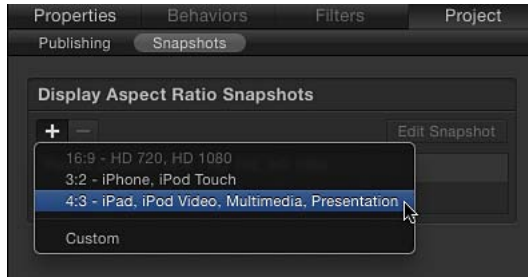 Properties Behaviors Filters Project
Publishing Snapshots
Display Aspect Ratio Snapshots
+ − Edit Snapshot
16:9 - HD 720, HD 1080
3:2 - iPhone, iPod Touch
4:3 - iPad, iPod Video, Multimedia, Presentation
Custom